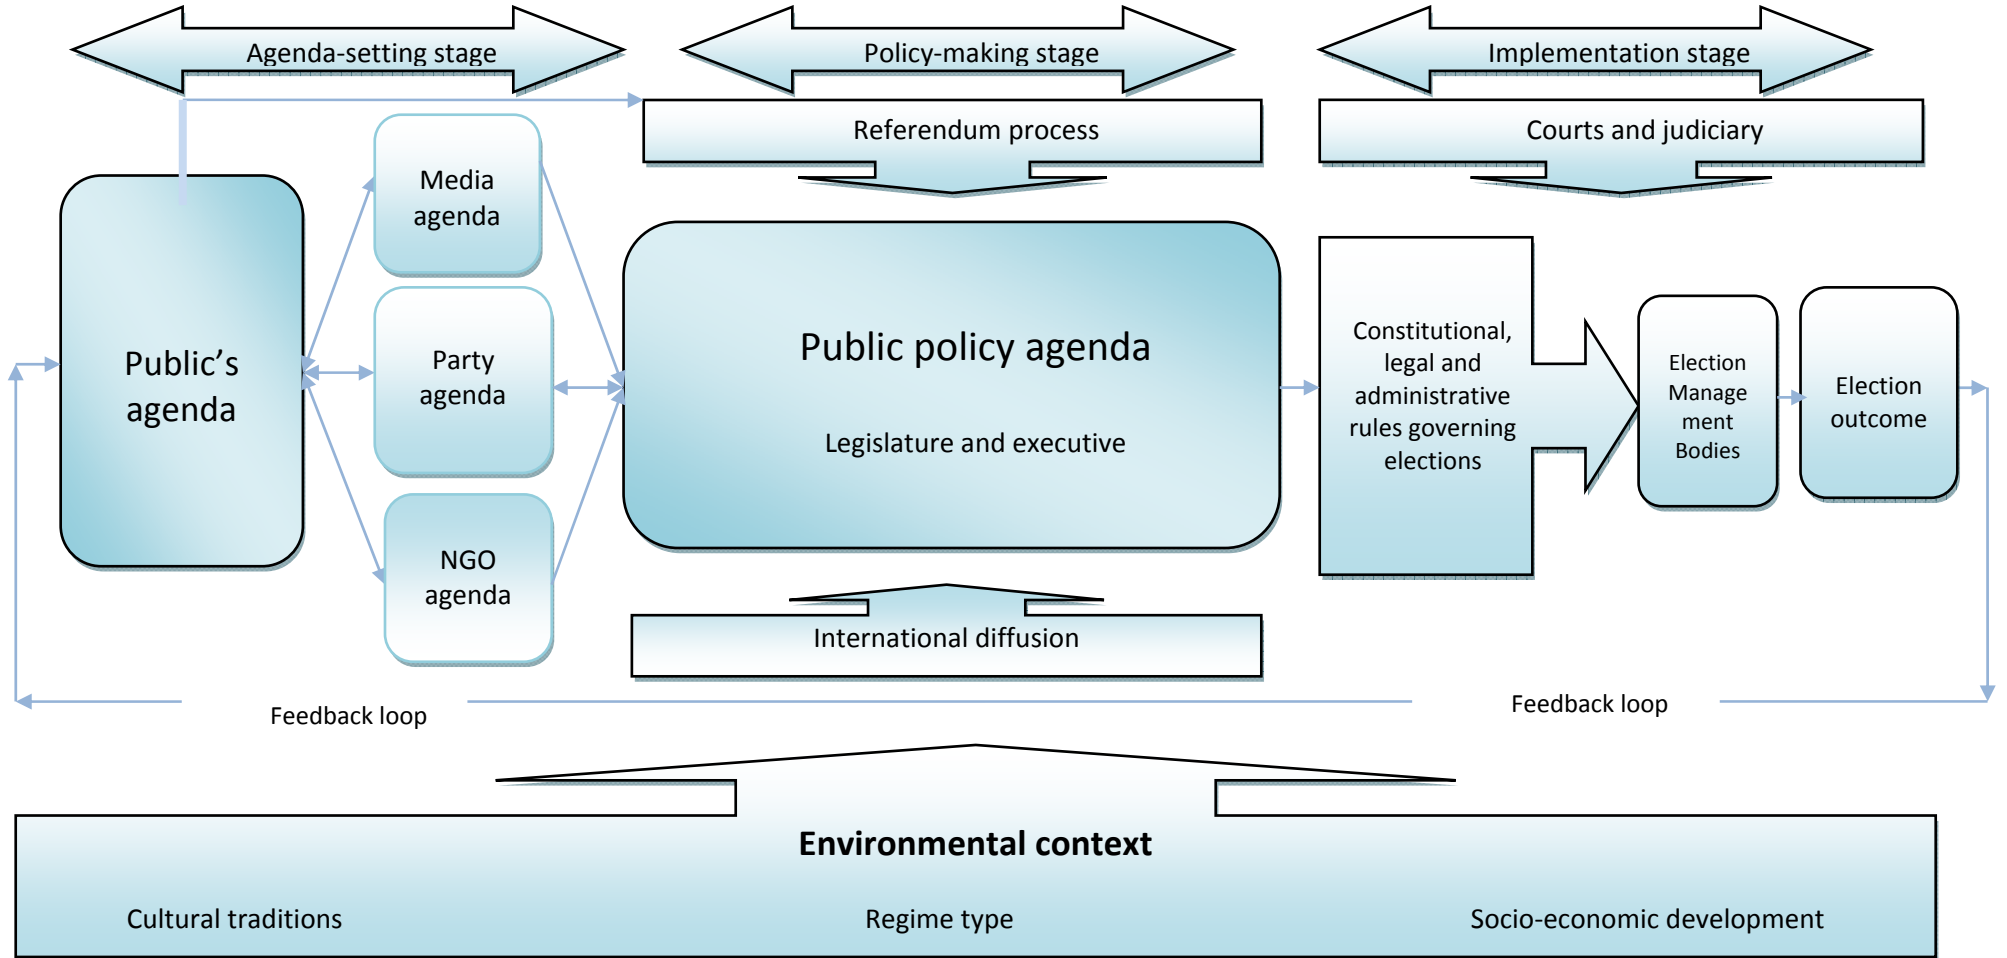 Agenda-setting stage
Policy-making stage
Implementation stage
Referendum process
Courts and judiciary
Public’s
agenda
Media
agenda
Party
agenda
NGO
agenda
Public policy agenda
Legislature and executive
International diffusion
Constitutional,
legal and
administrative
rules governing
elections
Election
Manage
ment
Bodies
Election
outcome
Feedback loop
Feedback loop
Environmental context
Cultural traditions
Regime type
Socio-economic development